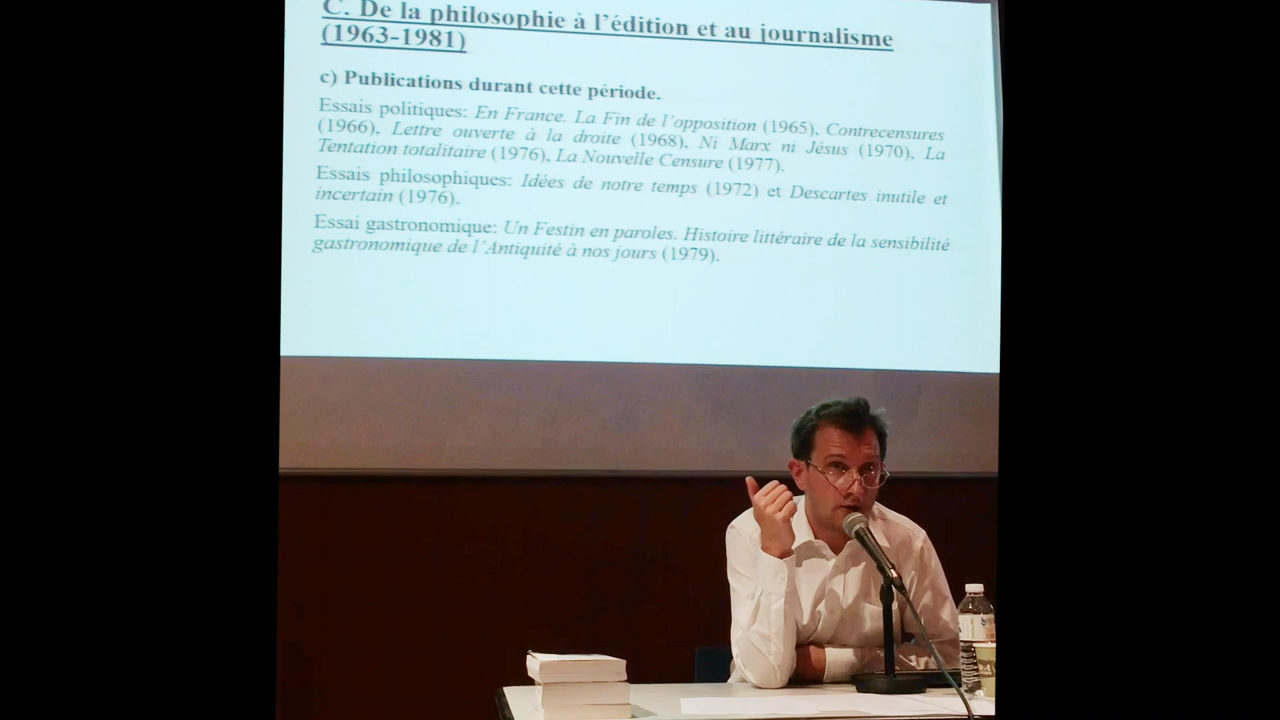 C. De la philosophie à l'édition et au journalisme
(1963-1981)
c) Publications durant cette période.
Essais politiques: En France. La Fin de l'opposition (1965), Contrecensures
(1966), Lettre ouverte à la droite (1968), Ni Marx ni Jésus (1970), La
Tentation totalitaire (1976), La Nouvelle Censure (1977).
Essais philosophiques: Idées de notre temps (1972) et Descartes inutile et
incertain (1976).
Essai gastronomique: Un Festin en paroles. Histoire littéraire de la sensibilité
gastronomique de l'Antiquité à nos jours (1979).